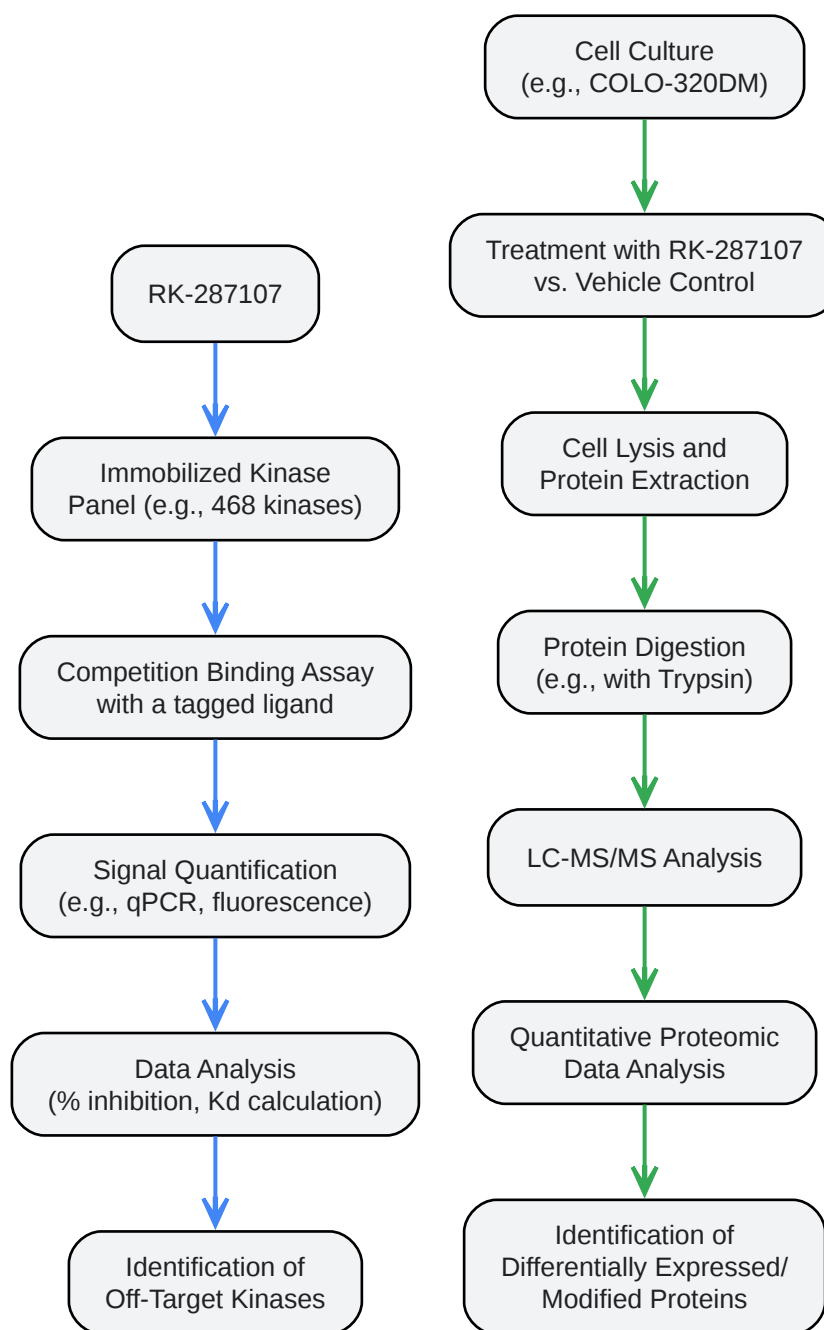 RK-287107
Immobilized Kinase
Panel (e.g., 468 kinases)
Competition Binding Assay
with a tagged ligand
Signal Quantification
(e.g., qPCR, fluorescence)
Data Analysis
(% inhibition, Kd calculation)
Identification of
Off-Target Kinases
Cell Culture
(e.g., COLO-320DM)
Treatment with RK-287107
vs. Vehicle Control
Cell Lysis and
Protein Extraction
Protein Digestion
(e.g., with Trypsin)
LC-MS/MS Analysis
Quantitative Proteomic
Data Analysis
Identification of
Differentially Expressed/
Modified Proteins